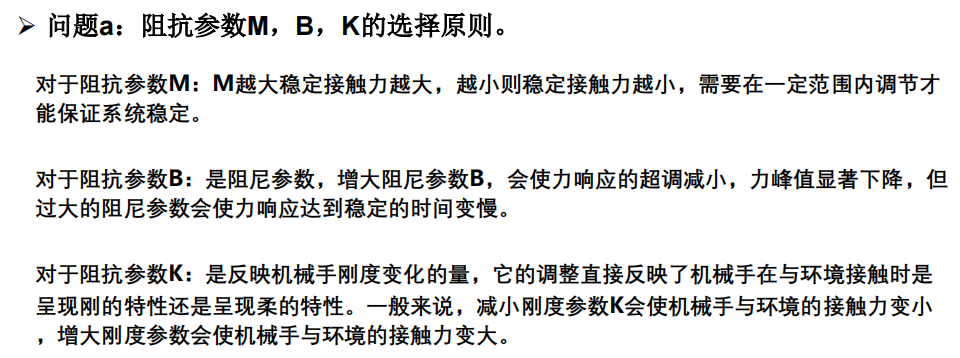 ➢ 问题a：阻抗参数M，B，K的选择原则。
对于阻抗参数M：M越大稳定接触力越大，越小则稳定接触力越小，需要在一定范围内调节才
能保证系统稳定。
对于阻抗参数B：是阻尼参数，增大阻尼参数B，会使力响应的超调减小，力峰值显著下降，但
过大的阻尼参数会使力响应达到稳定的时间变慢。
对于阻抗参数K：是反映机械手刚度变化的量，它的调整直接反映了机械手在与环境接触时是
呈现刚的特性还是呈现柔的特性。一般来说，减小刚度参数K会使机械手与环境的接触力变小
，增大刚度参数会使机械手与环境的接触力变大。